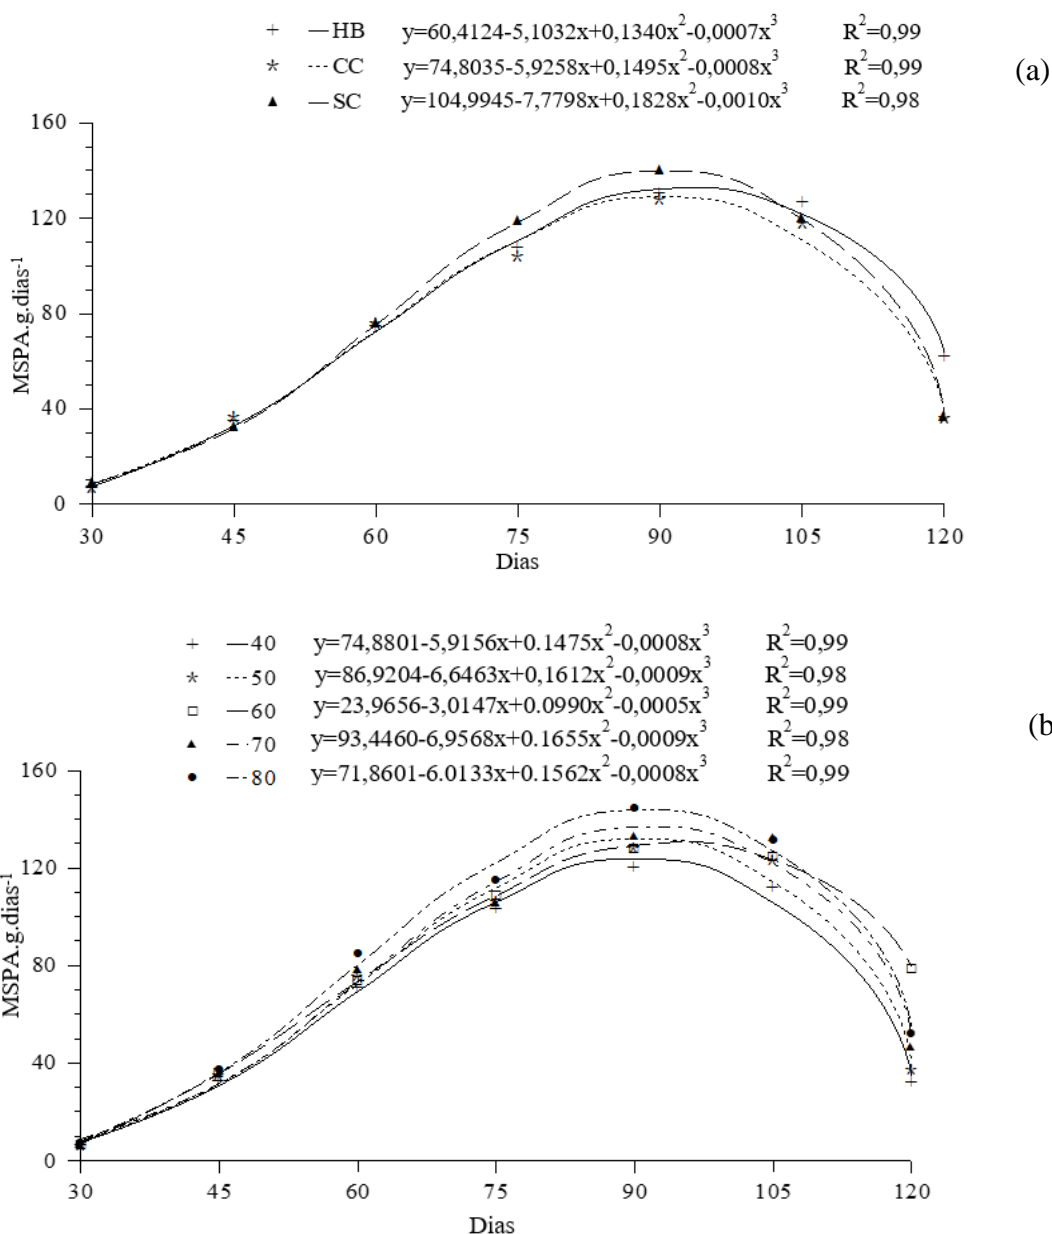 + — HB y=60,4124-5,1032x+0,1340x²-0,0007x³ R²=0,99
* --- CC y=74,8035-5,9258x+0,1495x²-0,0008x³ R²=0,99
▲ — SC y=104,9945-7,7798x+0,1828x²-0,0010x³ R²=0,98
(a)
160
120
80
40
0
MSPA.g.dias⁻¹
30 45 60 75 90 105 120
Dias
+ — 40 y=74,8801-5,9156x+0.1475x²-0,0008x³ R²=0,99
* --- 50 y=86,9204-6,6463x+0,1612x²-0,0009x³ R²=0,98
□ — 60 y=23,9656-3,0147x+0.0990x²-0,0005x³ R²=0,99
▲ — · 70 y=93,4460-6,9568x+0.1655x²-0,0009x³ R²=0,98
● --- 80 y=71,8601-6.0133x+0.1562x²-0,0008x³ R²=0,99
(b
160
120
80
40
0
MSPA.g.dias⁻¹
30 45 60 75 90 105 120
Dias